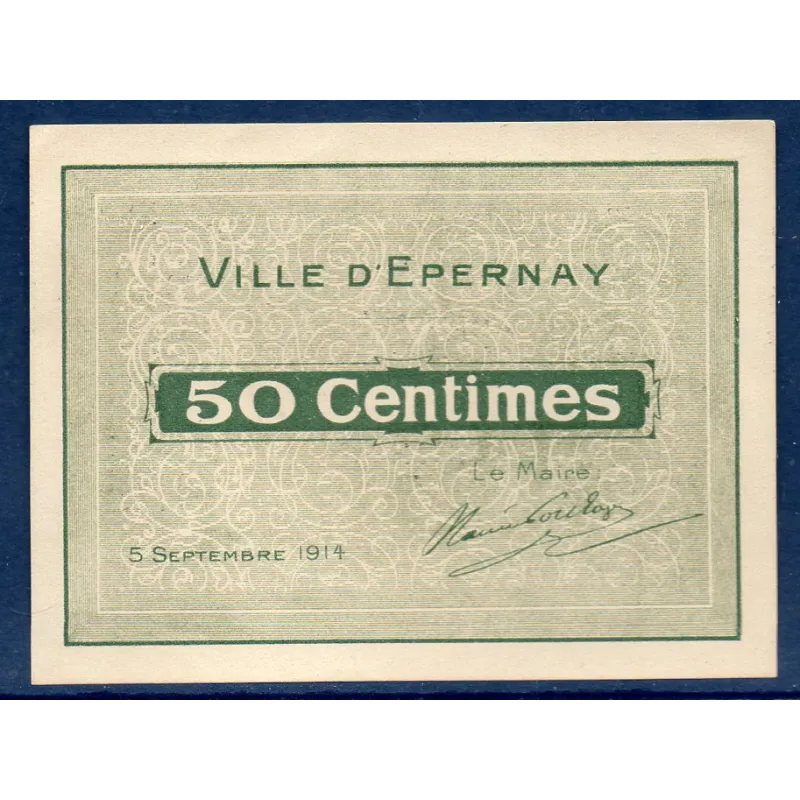 VILLE D'EPERNAY
50 Centimes
Le Maire,
5 SEPTEMBRE 1914